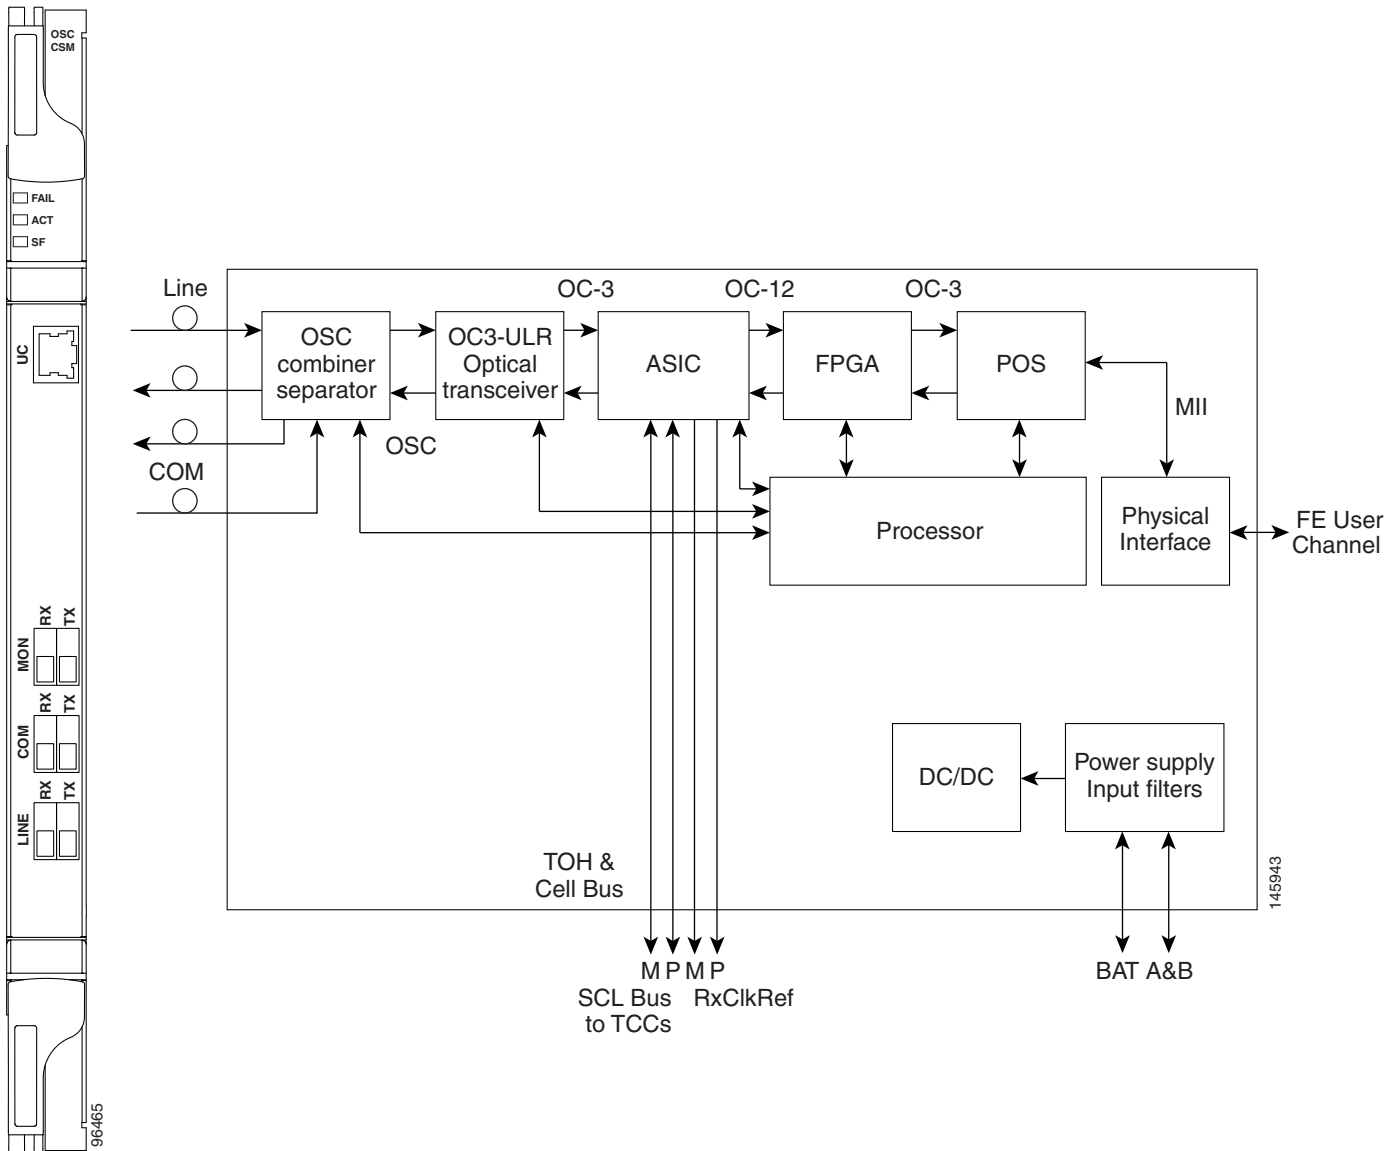 OSC
CSM
FAIL
ACT
SF
UC
RX
TX
MON
RX
TX
COM
RX
TX
LINE
96465
Line
COM
OSC
combiner
separator
OSC
OC-3
OC3-ULR
Optical
transceiver
ASIC
OC-12
FPGA
OC-3
POS
MII
Processor
Physical
Interface
FE User
Channel
DC/DC
Power supply
Input filters
TOH &
Cell Bus
M P M P
SCL Bus
to TCCs
RxClkRef
BAT A&B
145943